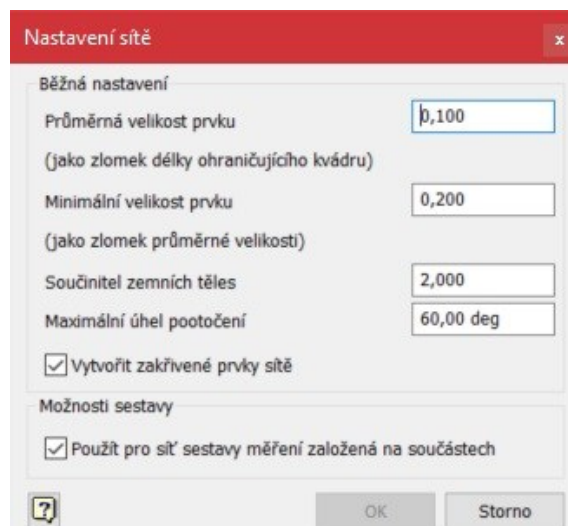 Nastavení sítě
x
Běžná nastavení
Průměrná velikost prvku
0,100
(jako zlomek délky ohraničujícího kvádru)
Minimální velikost prvku
0,200
(jako zlomek průměrné velikosti)
Součinitel zemních těles
2,000
Maximální úhel pootočení
60,00 deg
Vytvořit zakřivené prvky sítě
Možnosti sestavy
Použít pro síť sestavy měření založená na součástech
?
OK
Storno